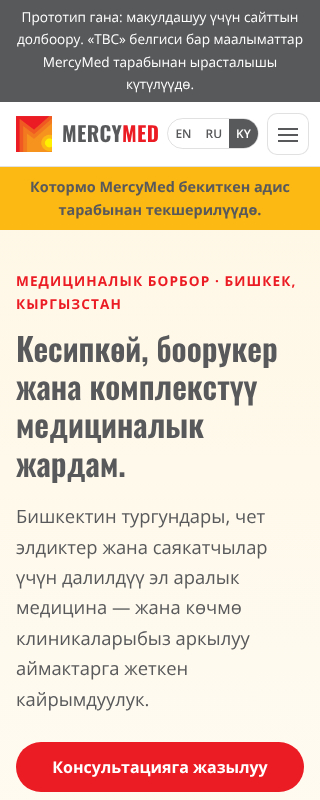 Прототип гана: макулдашуу үчүн сайттын
долбоору. «ТВС» белгиси бар маалыматтар
MercyMed тарабынан ырасталышы
күтүлүүдө.
MERCYMED
EN RU KY
Котормо MercyMed бекиткен адис
тарабынан текшерилүүдө.
МЕДИЦИНАЛЫК БОРБОР · БИШКЕК,
КЫРГЫЗСТАН
Кесипкөй, боорукер
жана комплекстүү
медициналык
жардам.
Бишкектин тургундары, чет
элдиктер жана саякатчылар
үчүн далилдүү эл аралык
медицина — жана көчмө
клиникаларыбыз аркылуу
аймактарга жеткен
кайрымдуулук.
Консультацияга жазылуу